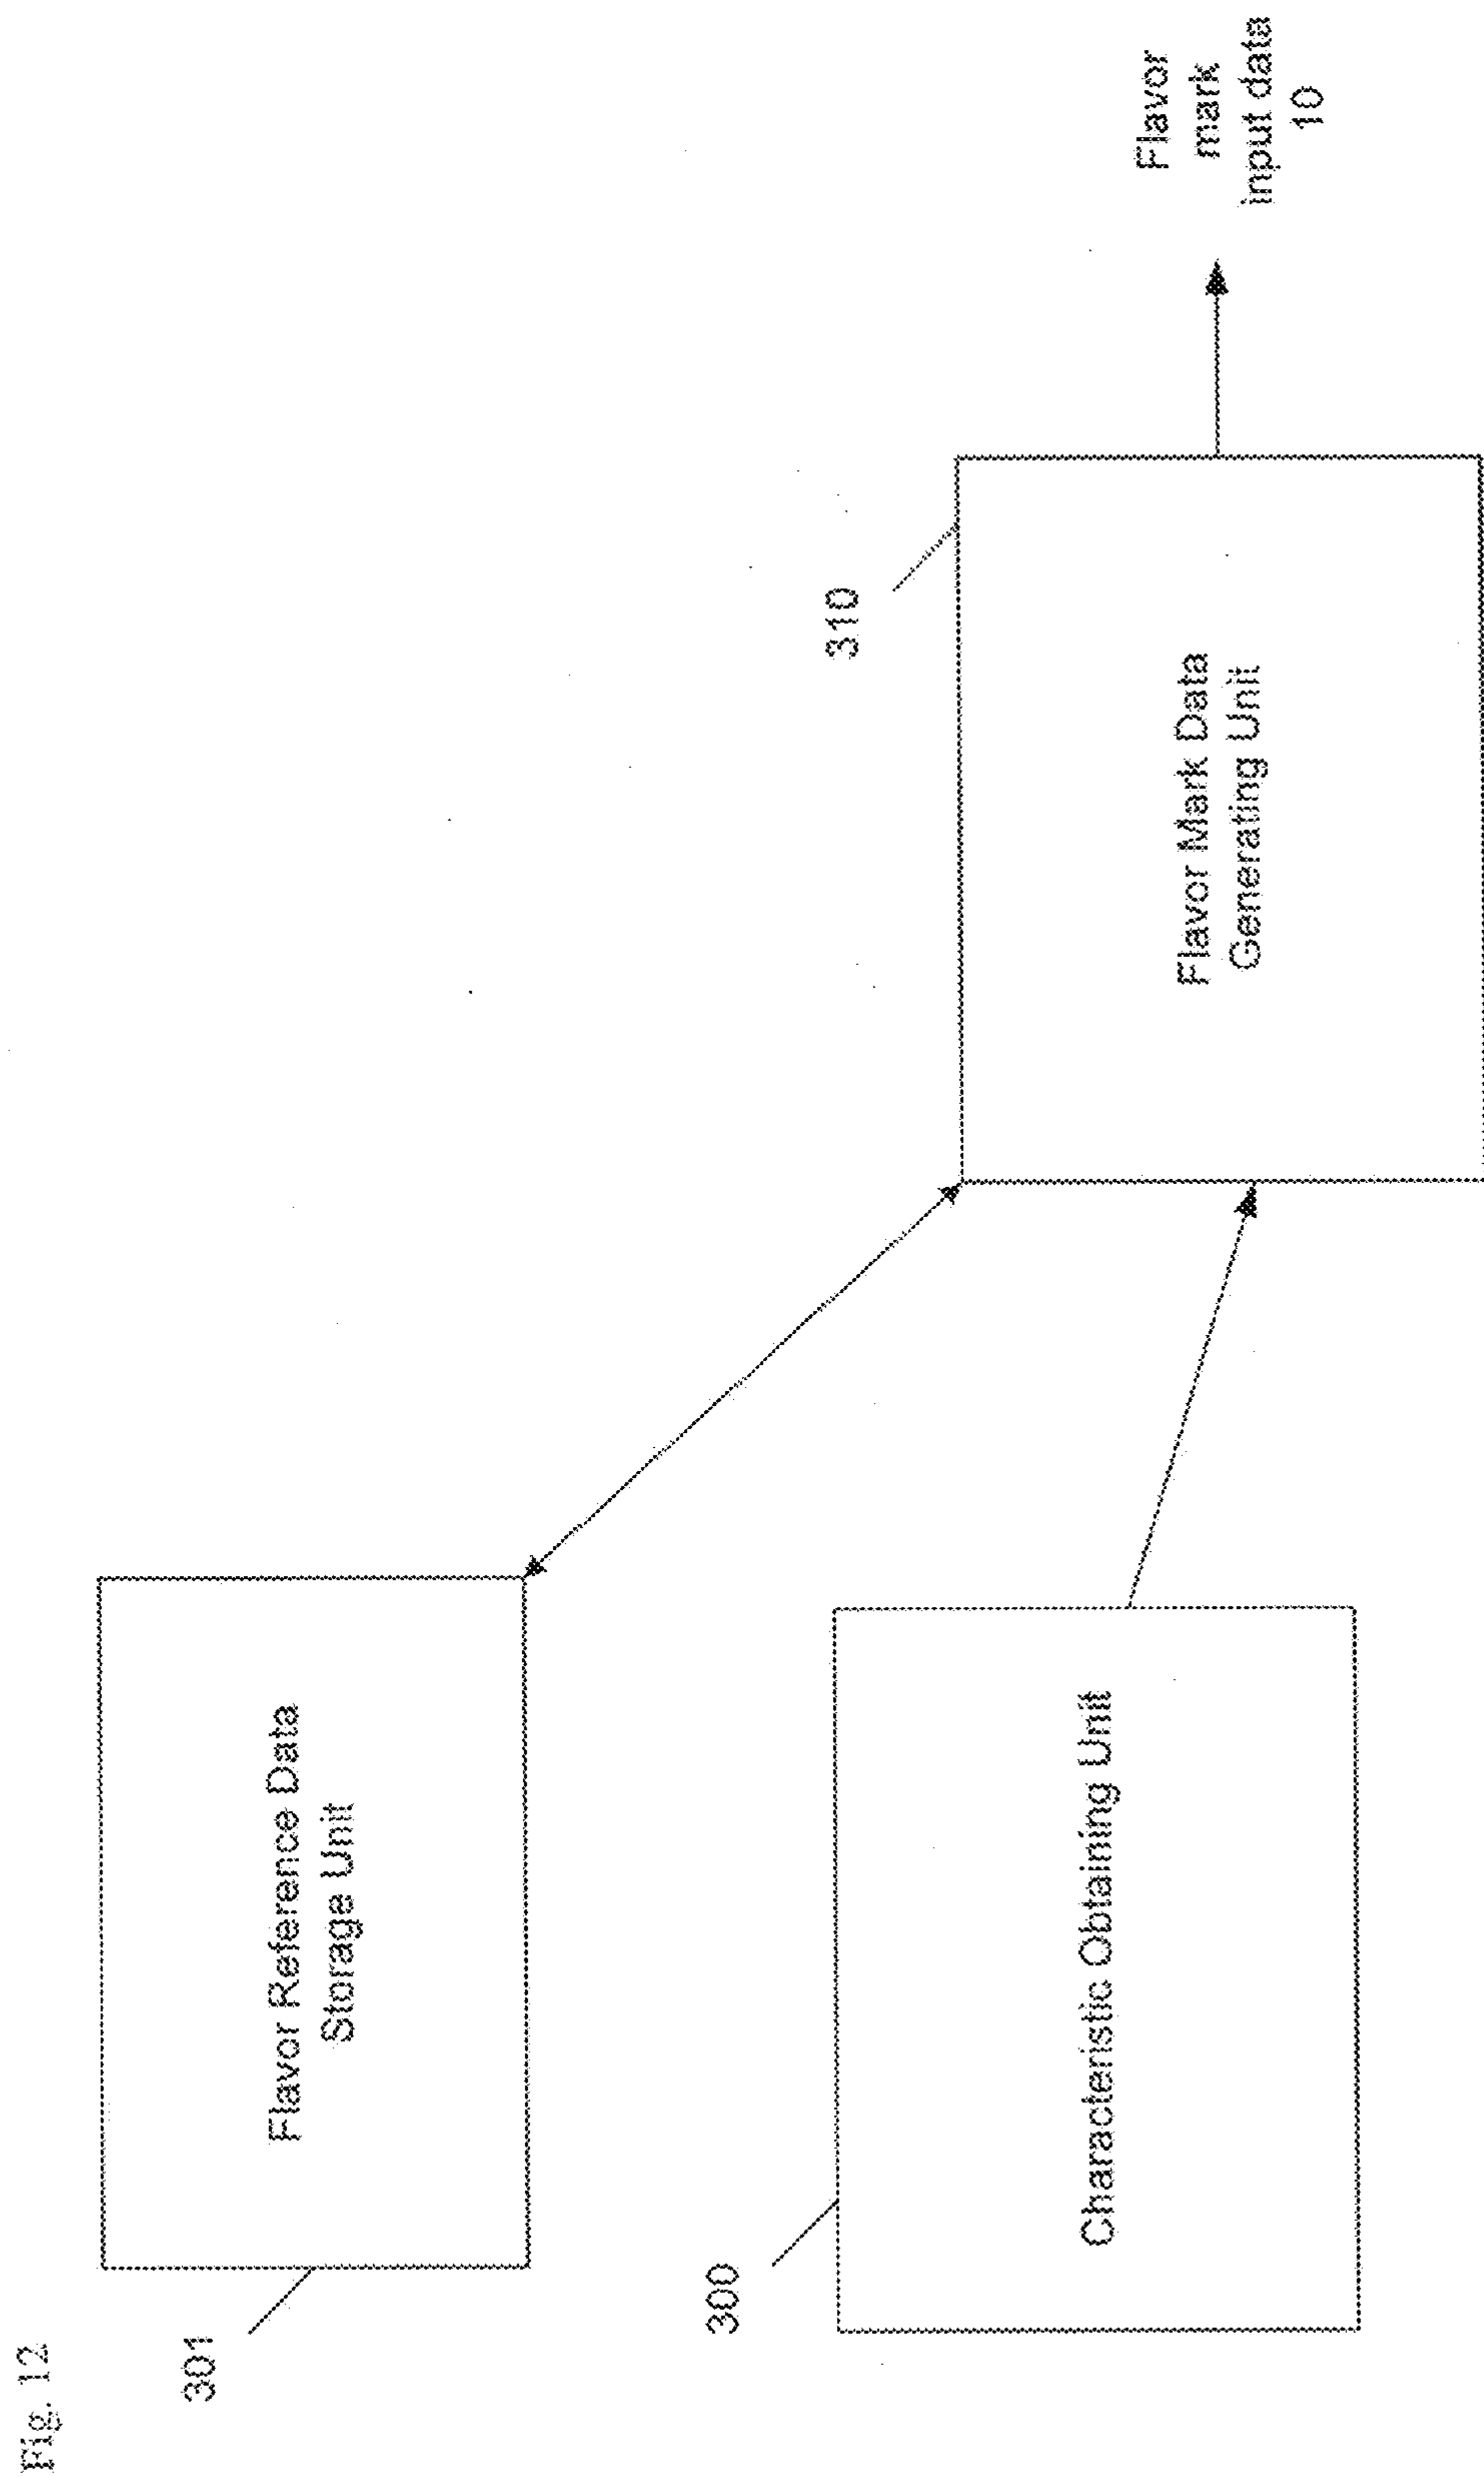 Fig. 12
301
Flavor Reference Data
Storage Unit
300
Characteristic Obtaining Unit
310
Flavor Mark Data
Generating Unit
Flavor
mark
input data
10